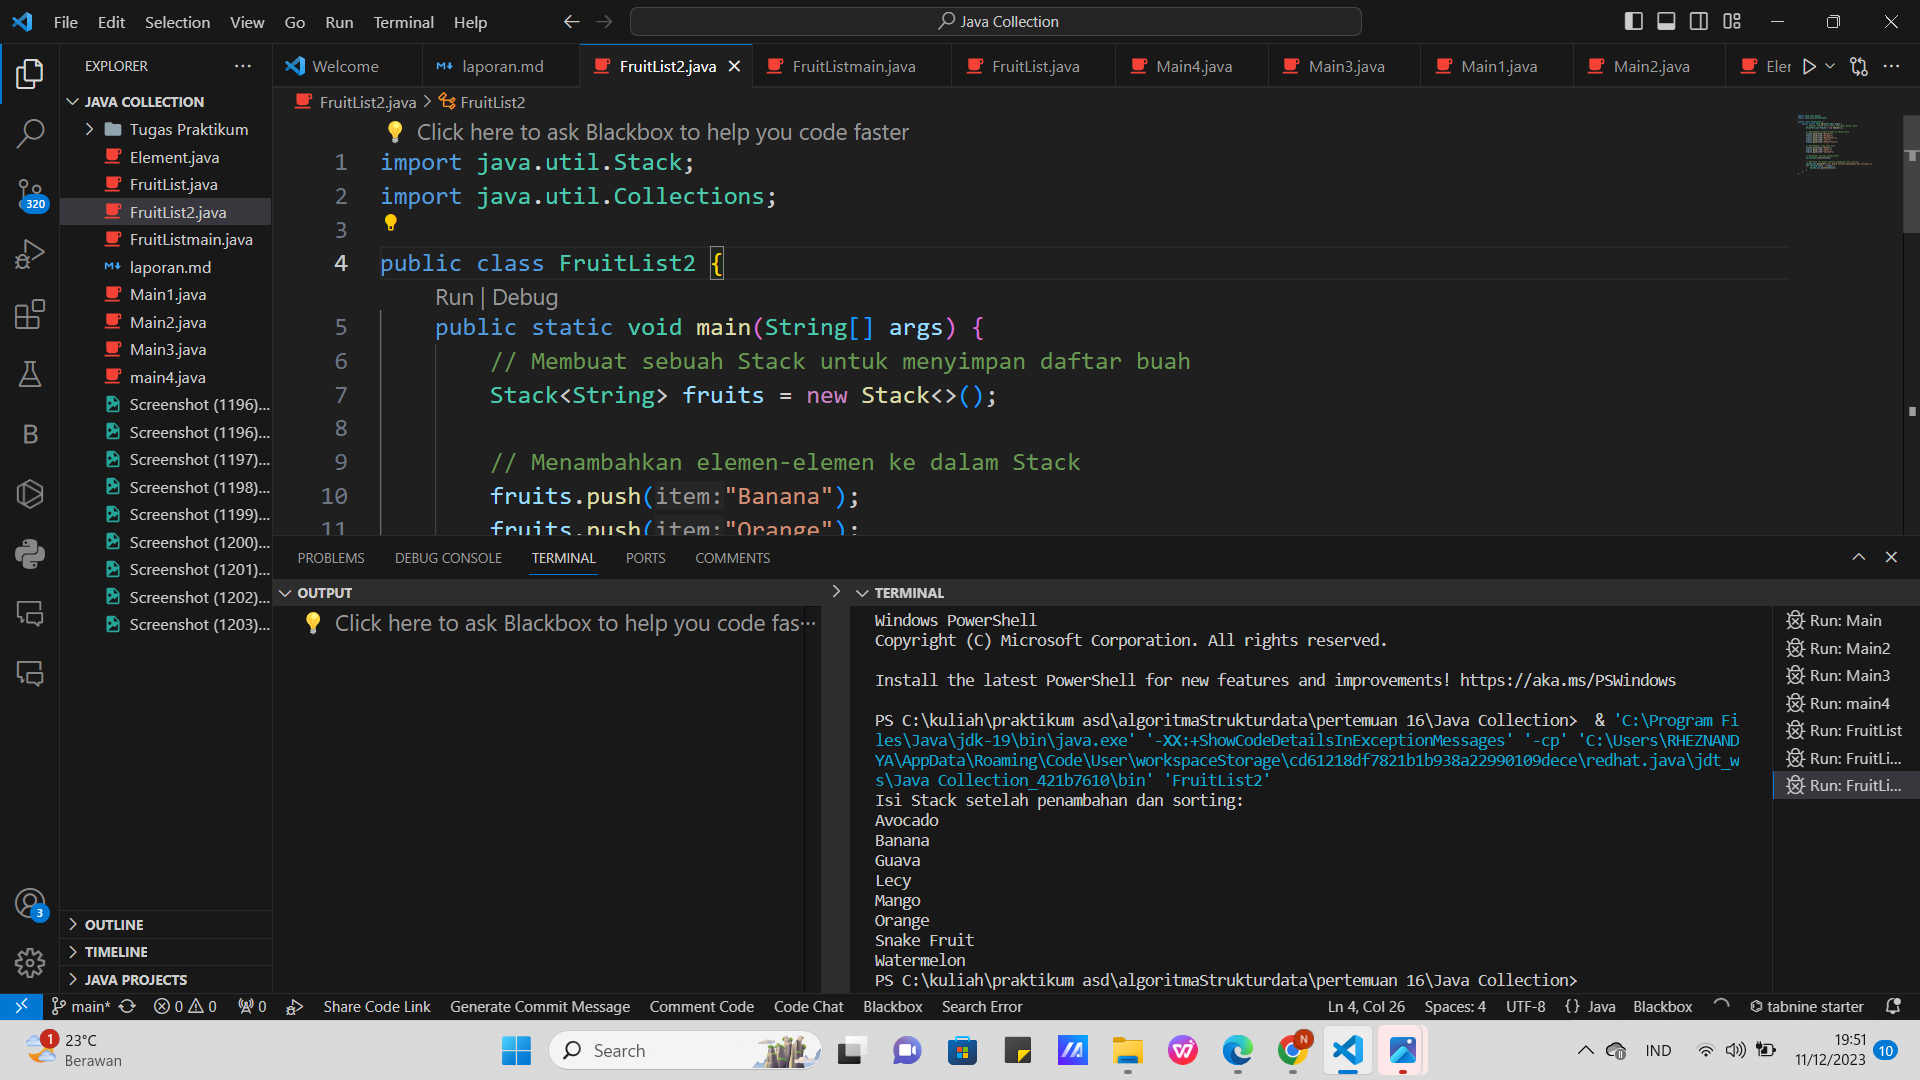 File Edit Selection View Go Run Terminal Help
Java Collection
EXPLORER
JAVA COLLECTION
Tugas Praktikum
Element.java
FruitList.java
FruitList2.java
FruitListmain.java
laporan.md
Main1.java
Main2.java
Main3.java
main4.java
Screenshot (1196)...
Screenshot (1196)...
Screenshot (1197)...
Screenshot (1198)...
Screenshot (1199)...
Screenshot (1200)...
Screenshot (1201)...
Screenshot (1202)...
Screenshot (1203)...
OUTLINE
TIMELINE
JAVA PROJECTS
320
B
3
Welcome laporan.md FruitList2.java FruitListmain.java FruitList.java Main4.java Main3.java Main1.java Main2.java Eler
FruitList2.java > FruitList2
Click here to ask Blackbox to help you code faster
1 import java.util.Stack;
2 import java.util.Collections;
3
4 public class FruitList2 {
Run | Debug
5 public static void main(String[] args) {
6 // Membuat sebuah Stack untuk menyimpan daftar buah
7 Stack<String> fruits = new Stack<>();
8
9 // Menambahkan elemen-elemen ke dalam Stack
10 fruits.push(item:"Banana");
11 fruits.push(item:"Orange");
PROBLEMS DEBUG CONSOLE TERMINAL PORTS COMMENTS
OUTPUT
Click here to ask Blackbox to help you code fas...
TERMINAL
Windows PowerShell
Copyright (C) Microsoft Corporation. All rights reserved.
Install the latest PowerShell for new features and improvements! https://aka.ms/PSWindows
PS C:\kuliah\praktikum asd\algoritmaStrukturdata\pertemuan 16\Java Collection> & 'C:\Program Fi
les\Java\jdk-19\bin\java.exe' '-XX:+ShowCodeDetailsInExceptionMessages' '-cp' 'C:\Users\RHEZNAND
YA\AppData\Roaming\Code\User\workspaceStorage\cd61218df7821b1b938a22990109dece\redhat.java\jdt_w
s\Java Collection_421b7610\bin' 'FruitList2'
Isi Stack setelah penambahan dan sorting:
Avocado
Banana
Guava
Lecy
Mango
Orange
Snake Fruit
Watermelon
PS C:\kuliah\praktikum asd\algoritmaStrukturdata\pertemuan 16\Java Collection>
Run: Main
Run: Main2
Run: Main3
Run: main4
Run: FruitList
Run: FruitLi...
Run: FruitLi...
main* 0 0 0 Share Code Link Generate Commit Message Comment Code Code Chat Blackbox Search Error Ln 4, Col 26 Spaces: 4 UTF-8 {} Java Blackbox tabnine starter
1
23°C
Berawan
Search
N
IND
19:51
11/12/2023
10